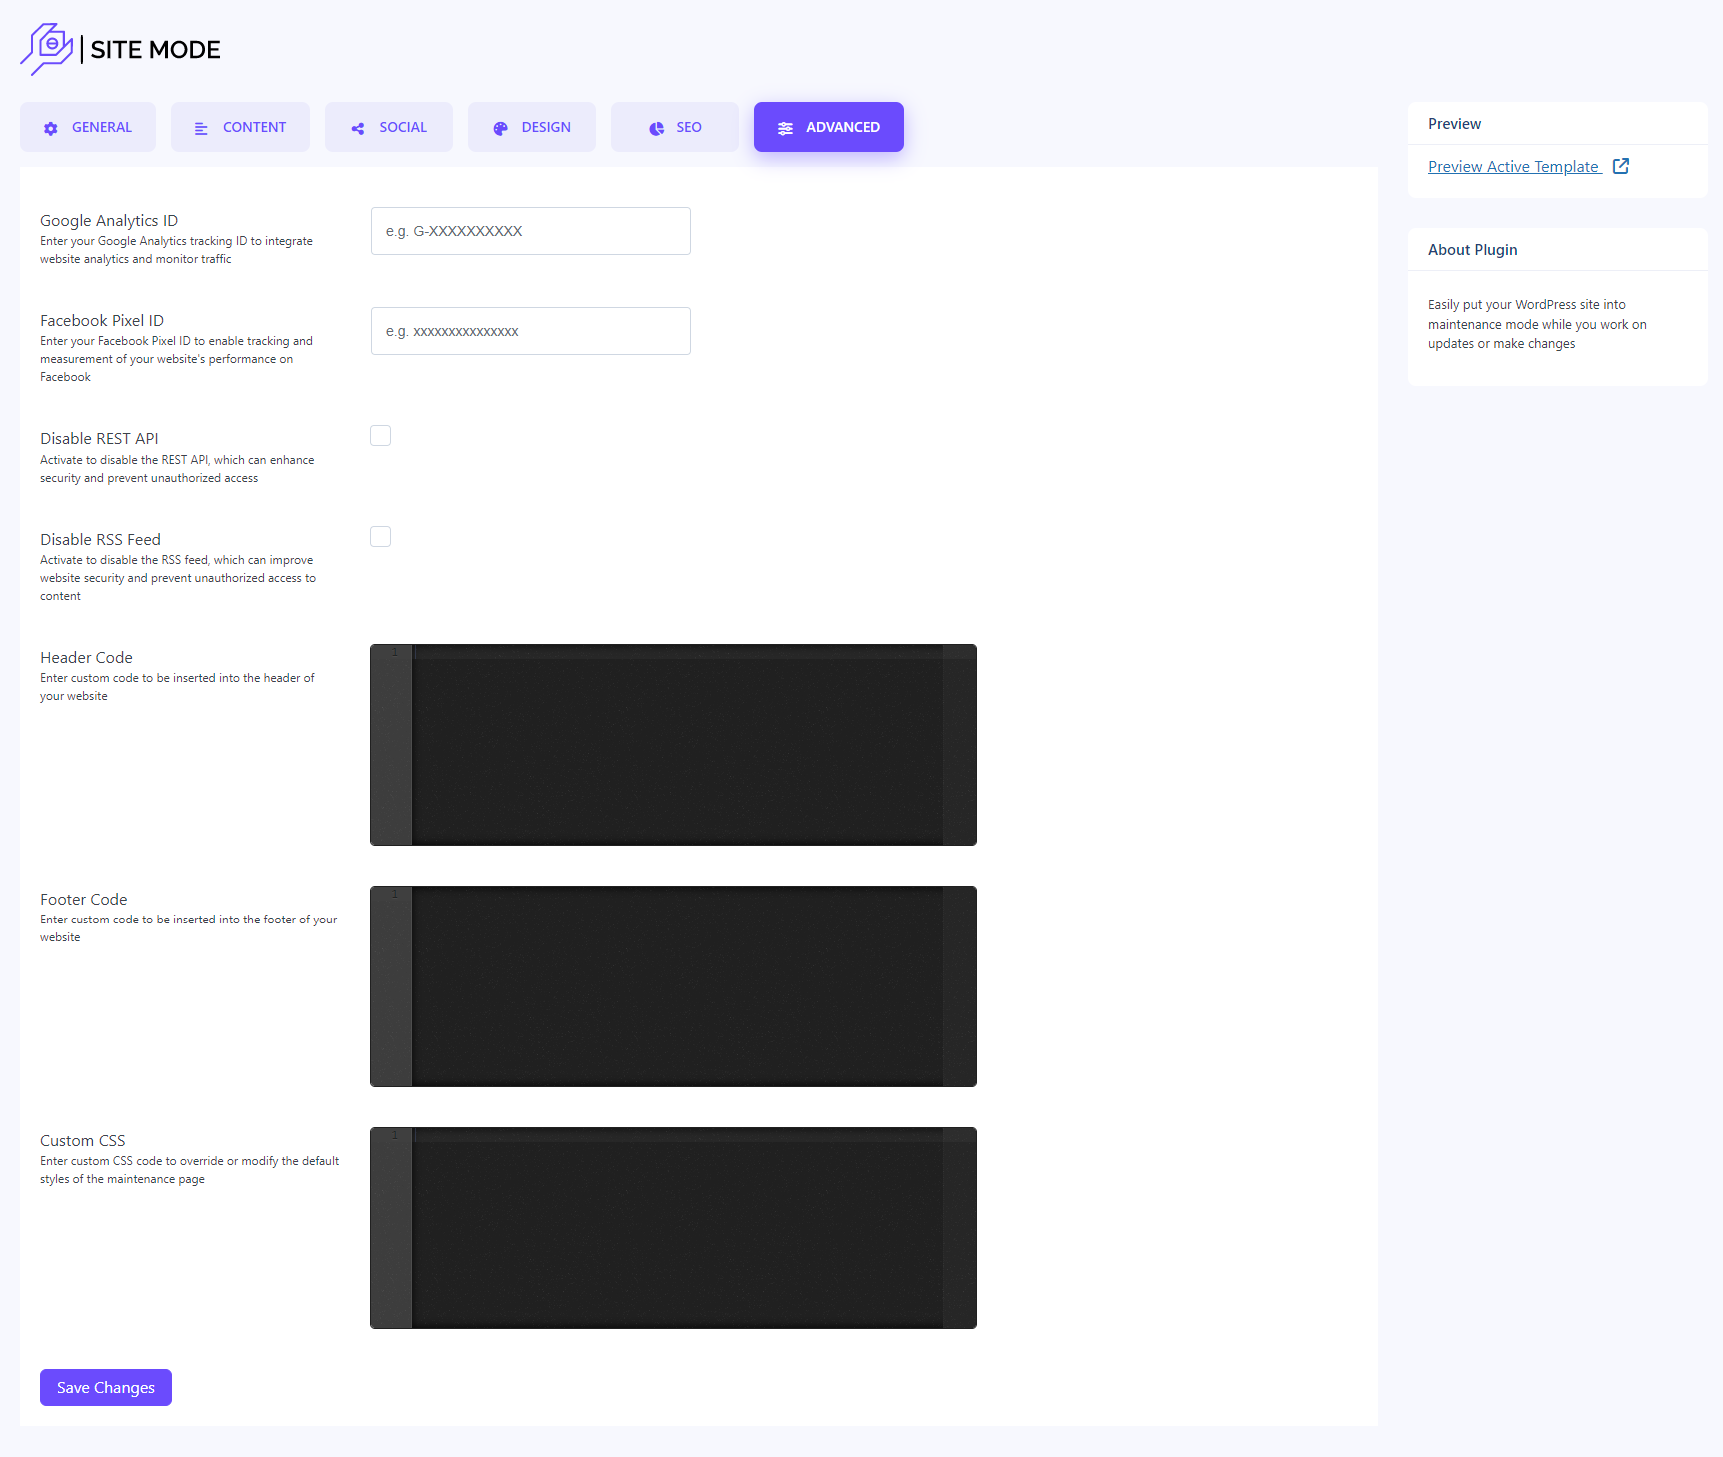 SITE MODE
GENERAL
CONTENT
SOCIAL
DESIGN
SEO
ADVANCED
Google Analytics ID
Enter your Google Analytics tracking ID to integrate
website analytics and monitor traffic
e.g. G-XXXXXXXXXX
Facebook Pixel ID
Enter your Facebook Pixel ID to enable tracking and
measurement of your website's performance on
Facebook
e.g. xxxxxxxxxxxxxxx
Disable REST API
Activate to disable the REST API, which can enhance
security and prevent unauthorized access
Disable RSS Feed
Activate to disable the RSS feed, which can improve
website security and prevent unauthorized access to
content
Header Code
Enter custom code to be inserted into the header of
your website
1
Footer Code
Enter custom code to be inserted into the footer of your
website
1
Custom CSS
Enter custom CSS code to override or modify the default
styles of the maintenance page
1
Save Changes
Preview
Preview Active Template
About Plugin
Easily put your WordPress site into
maintenance mode while you work on
updates or make changes